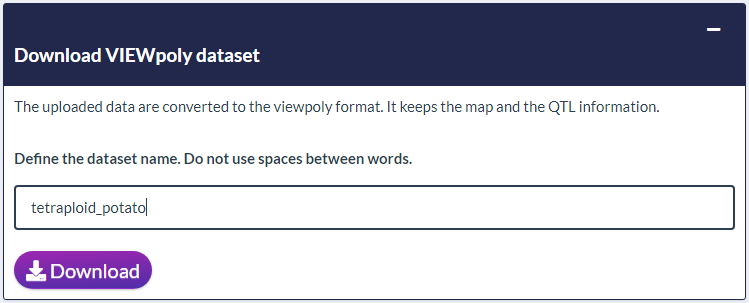 Download VIEWpoly dataset
The uploaded data are converted to the viewpoly format. It keeps the map and the QTL information.
Define the dataset name. Do not use spaces between words.
tetraploid_potato
Download